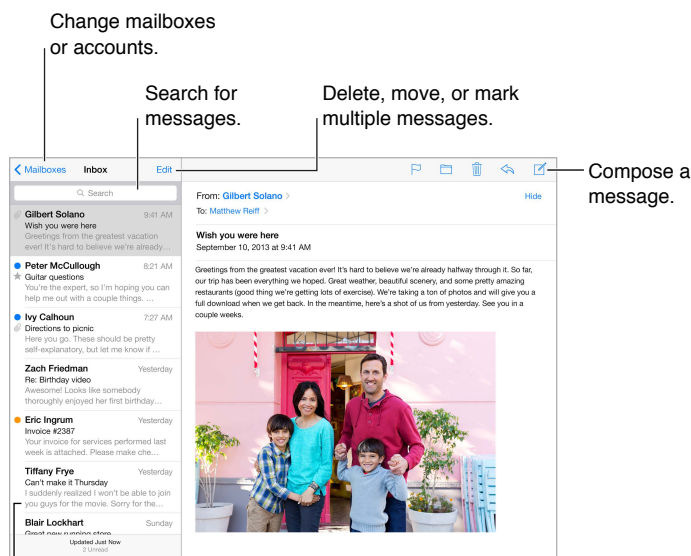 Change mailboxes
or accounts.
Search for
messages.
Delete, move, or mark
multiple messages.
Compose a
message.
Mailboxes
Inbox
Edit
Search
Gilbert Solano 9:41 AM
Wish you were here
Greetings from the greatest vacation
ever! It's hard to believe we're already...
Peter McCullough 8:21 AM
Guitar questions
You're the expert, so I'm hoping you can
help me out with a couple things. ...
Ivy Calhoun 7:27 AM
Directions to picnic
Here you go. These should be pretty
self-explanatory, but let me know if ...
Zach Friedman Yesterday
Re: Birthday video
Awesome! Looks like somebody
thoroughly enjoyed her first birthday...
Eric Ingrum Yesterday
Invoice #2387
Your invoice for services performed last
week is attached. Please make che...
Tiffany Frye Yesterday
Can't make it Thursday
I suddenly realized I won't be able to join
you guys for the movie. Sorry for the...
Blair Lockhart Sunday
Great new running store
Updated Just Now
2 Unread
From: Gilbert Solano
Hide
To: Matthew Reiff
Wish you were here
September 10, 2013 at 9:41 AM
Greetings from the greatest vacation ever! It's hard to believe we're already halfway through it. So far,
our trip has been everything we hoped. Great weather, beautiful scenery, and some pretty amazing
restaurants (good thing we're getting lots of exercise). We're taking a ton of photos and will give you a
full download when we get back. In the meantime, here's a shot of us from yesterday. See you in a
couple weeks.